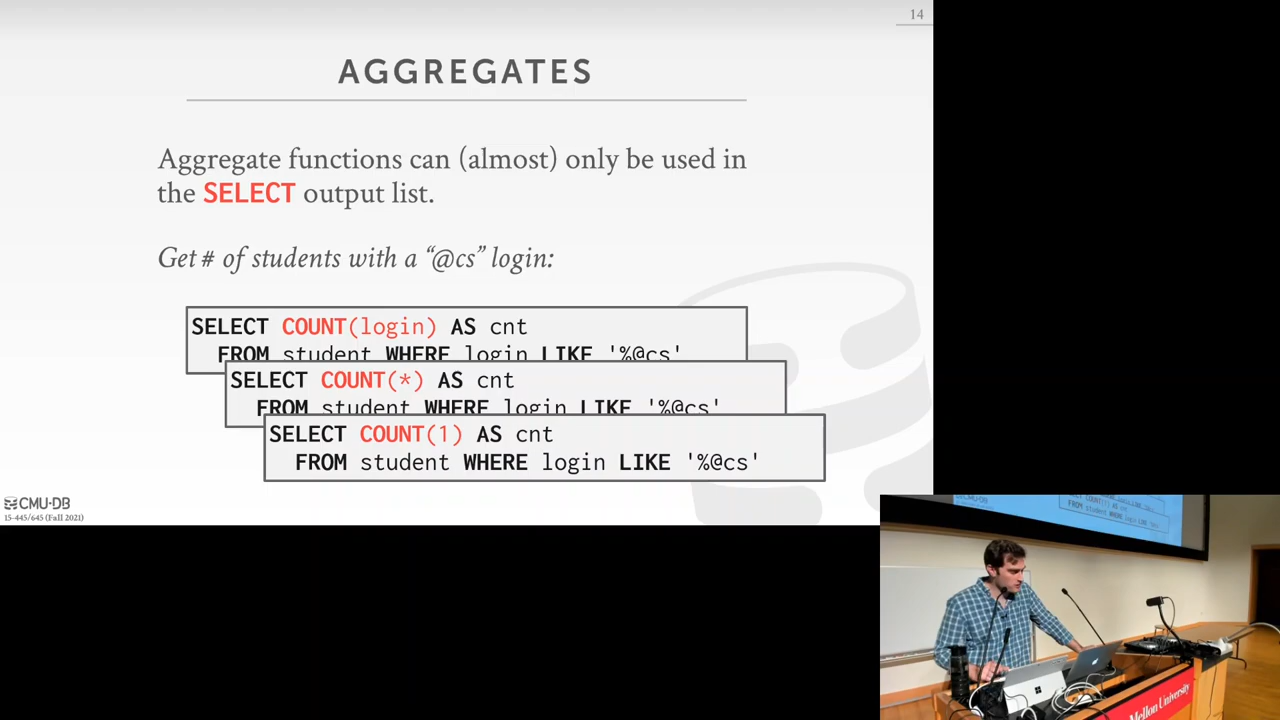 14
AGGREGATES
Aggregate functions can (almost) only be used in
the SELECT output list.
Get # of students with a “@cs” login:
SELECT COUNT(login) AS cnt
FROM student WHERE login LIKE '%@cs'
SELECT COUNT(*) AS cnt
FROM student WHERE login LIKE '%@cs'
SELECT COUNT(1) AS cnt
FROM student WHERE login LIKE '%@cs'
CMU·DB
15-445/645 (Fall 2021)
Mellon University